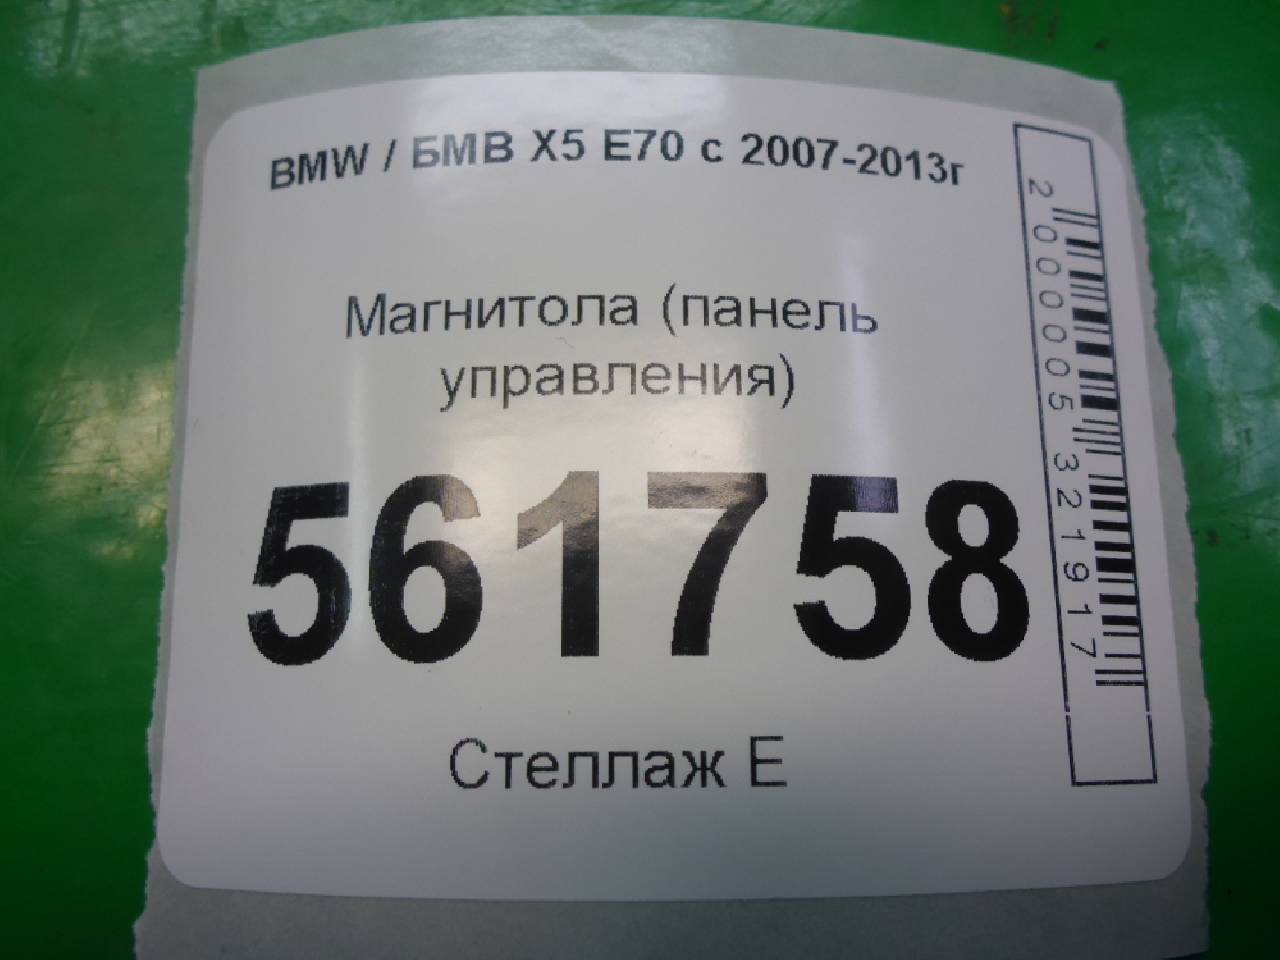 BMW / БМВ X5 E70 с 2007-2013г
Магнитола (панель
управления)
561758
Стеллаж Е
2000005321917